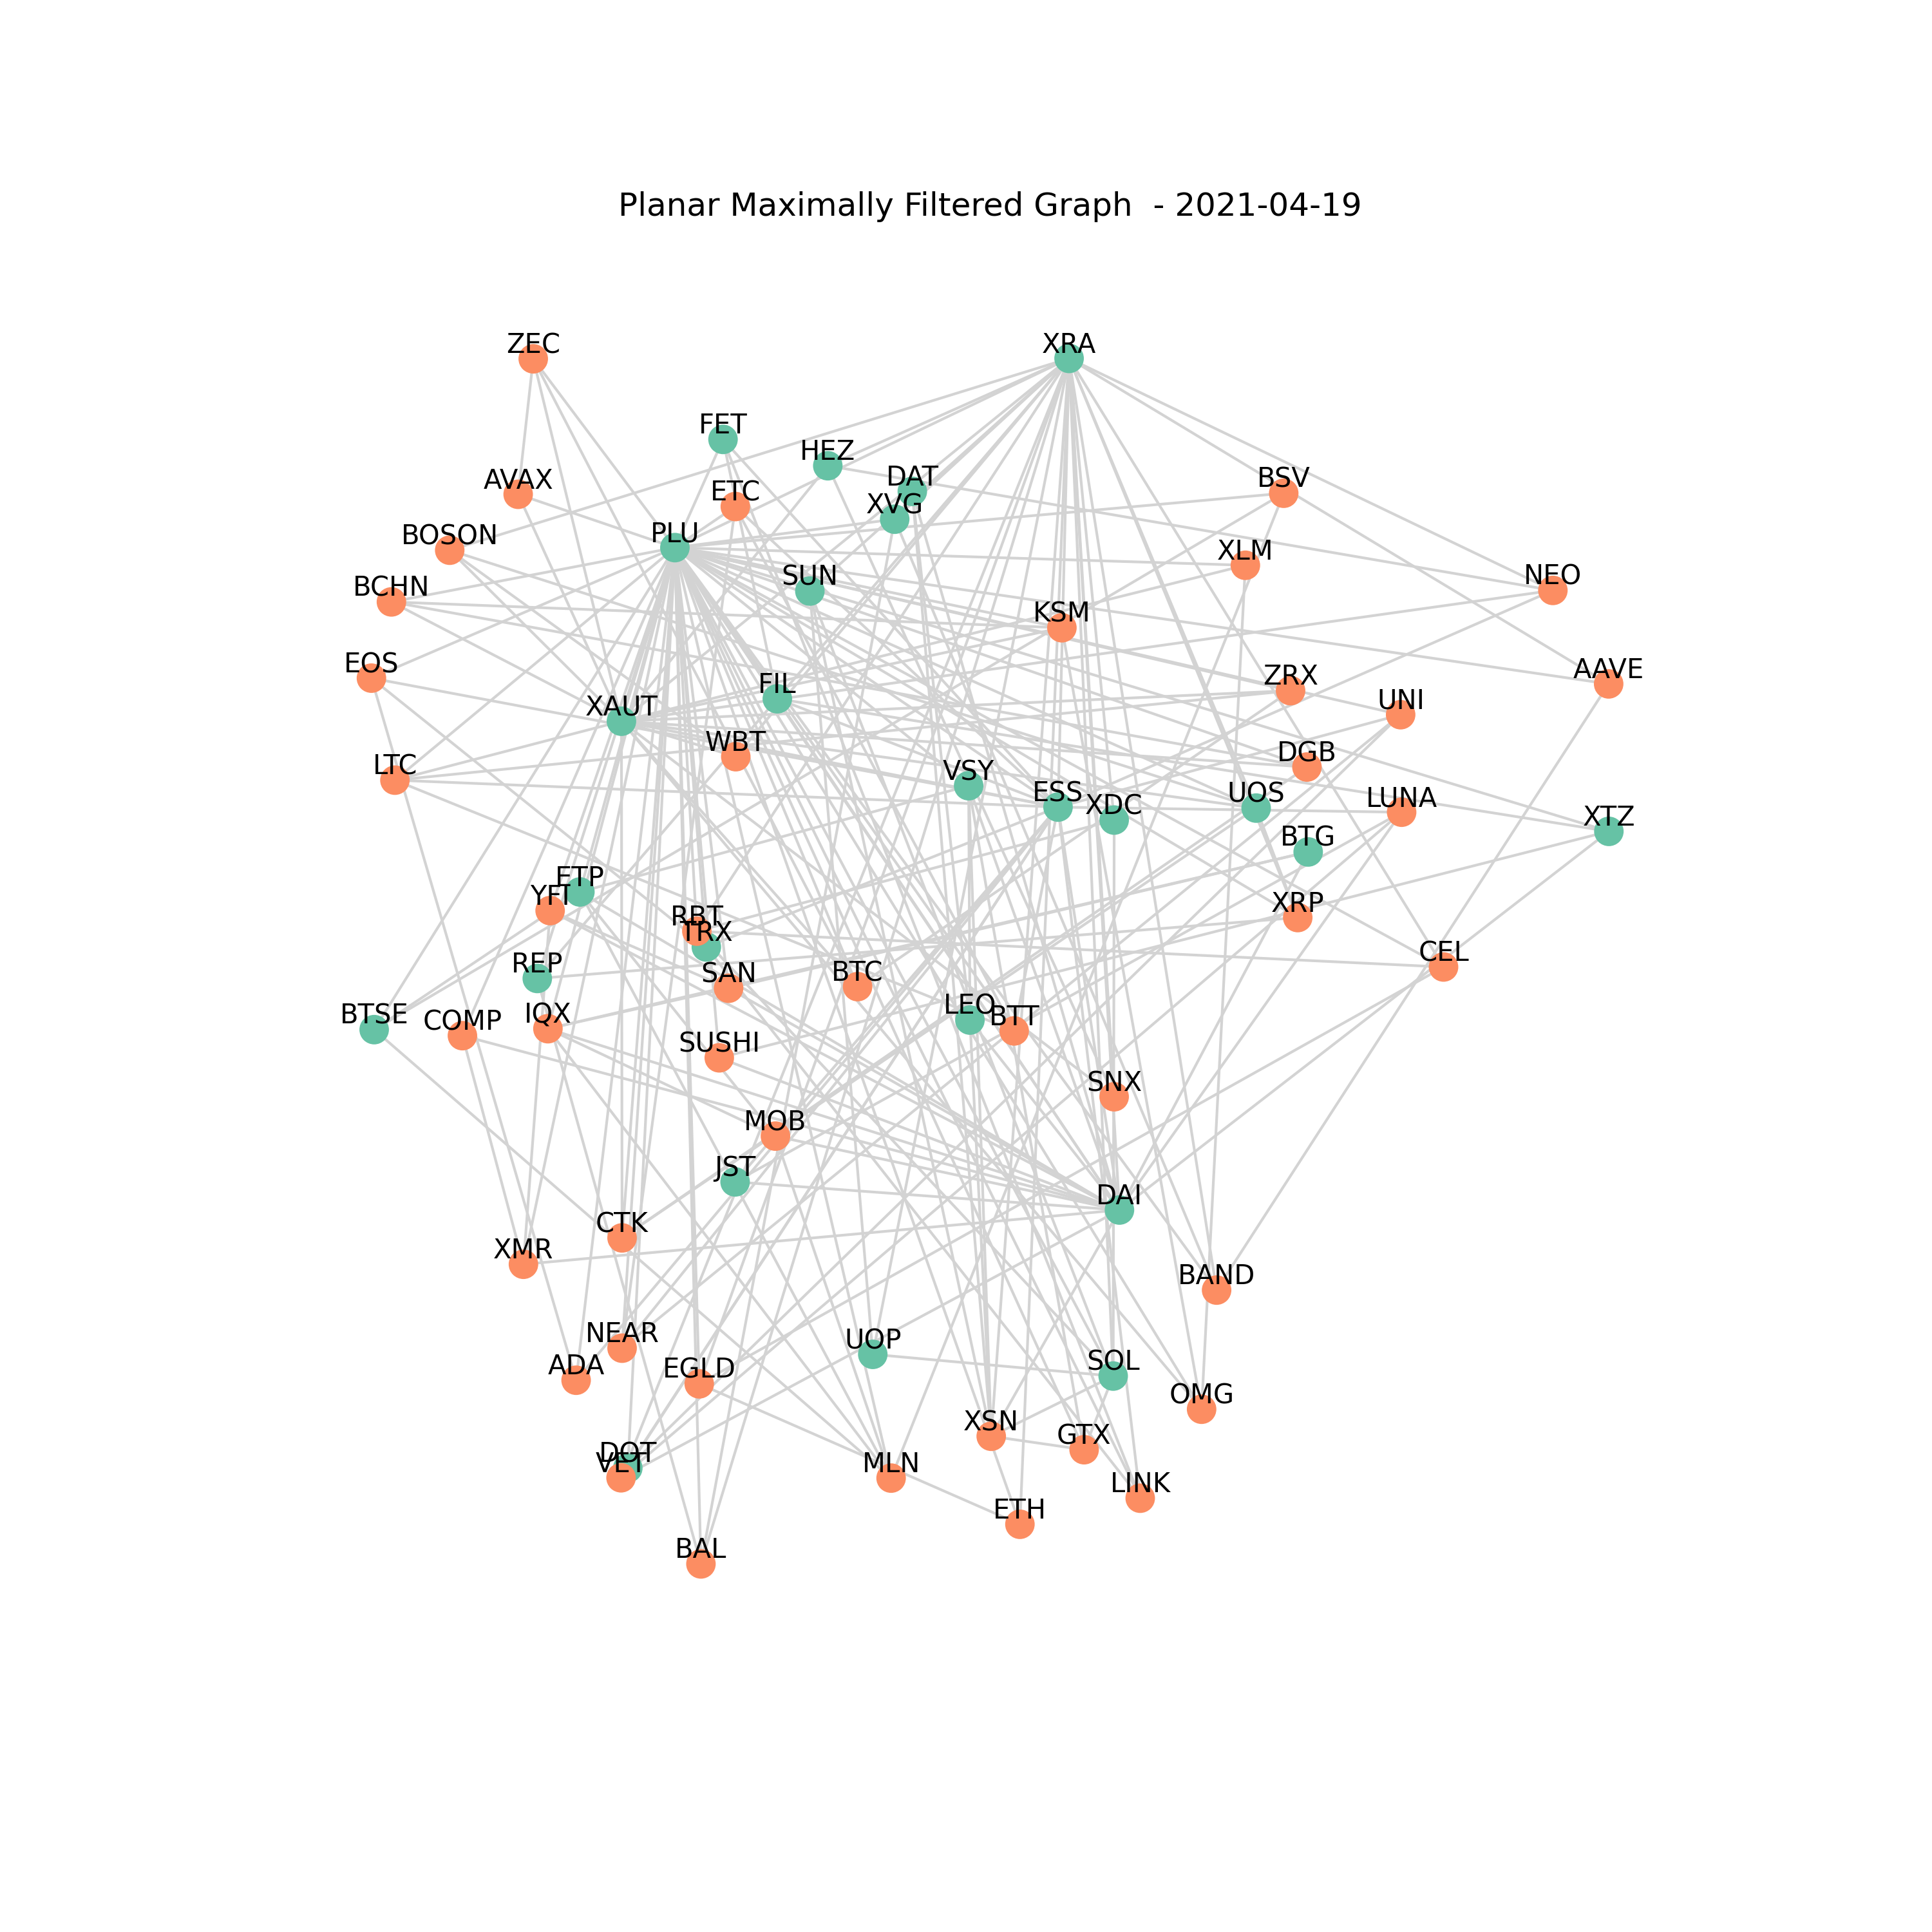 Planar Maximally Filtered Graph  - 2021-04-19
ZEC
XRA
FET
HEZ
DAT
AVAX
ETC
XVG
BSV
BOSON
PLU
XLM
SUN
BCHN
NEO
KSM
EOS
FIL
ZRX
AAVE
XAUT
UNI
WBT
LTC
DGB
VSY
ESS
XDC
UOS
LUNA
XTZ
BTG
YFI
XRP
RBT
TRX
CEL
REP
SAN
BTC
BTSE
COMP
IQX
LEO
BTT
SUSHI
SNX
MOB
JST
DAI
CTK
XMR
BAND
NEAR
UOP
ADA
EGLD
SOL
OMG
XSN
GTX
DOT
VET
MLN
LINK
ETH
BAL